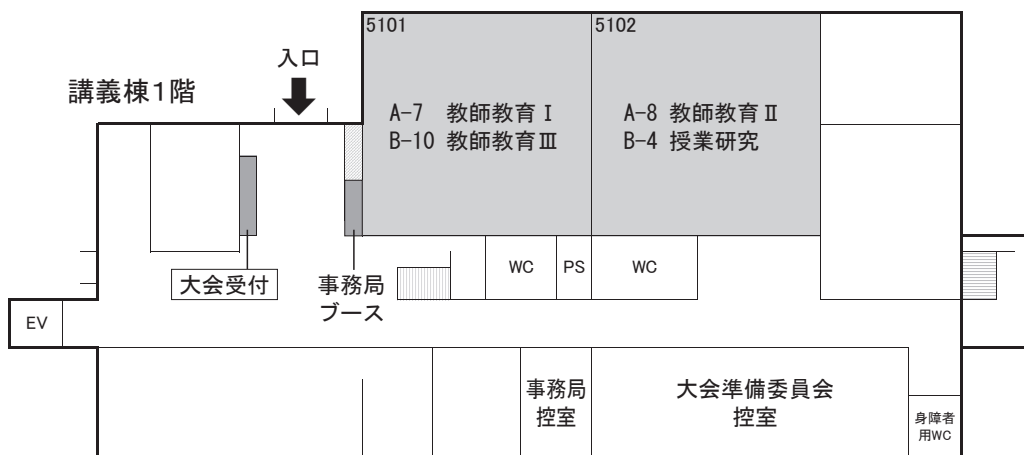 5101
5102
入口
講義棟1階
A-7 教師教育Ⅰ
B-10 教師教育Ⅲ
A-8 教師教育Ⅱ
B-4 授業研究
大会受付
事務局
ブース
WC
PS
WC
EV
事務局
控室
大会準備委員会
控室
身障者
用WC